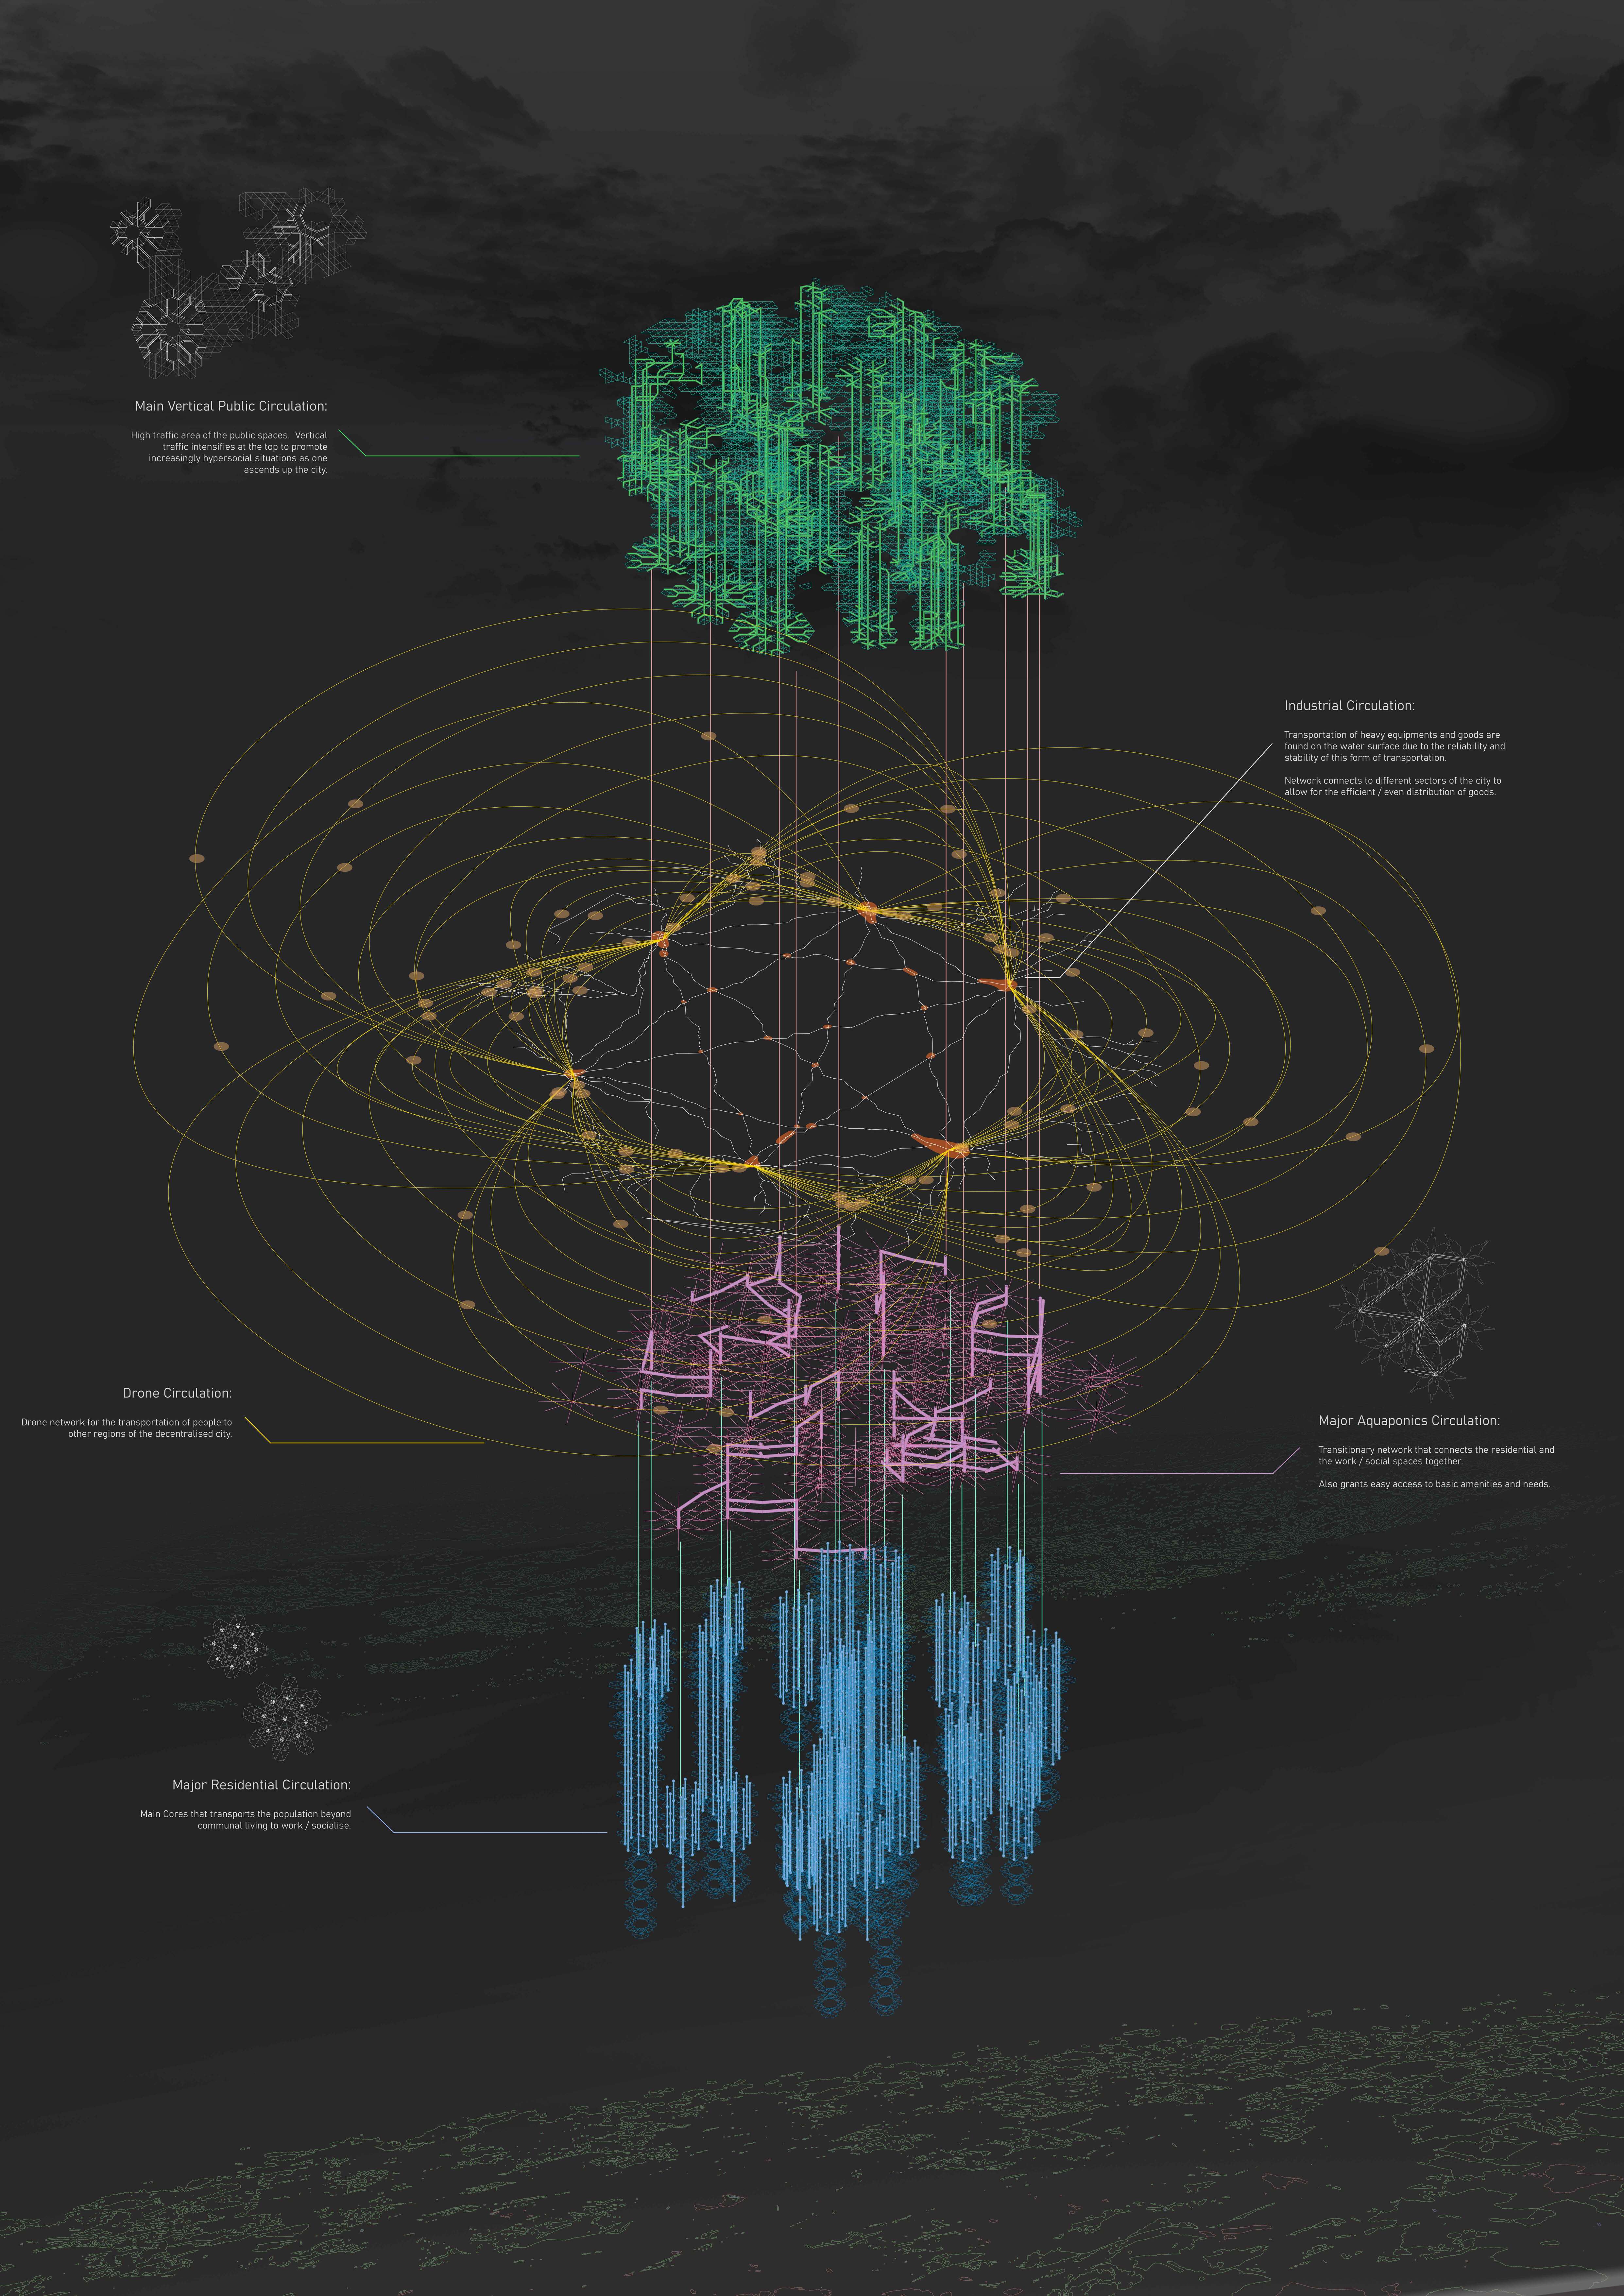 Main Vertical Public Circulation:
High traffic area of the public spaces.  Vertical
traffic intensifies at the top to promote
increasingly hypersocial situations as one
ascends up the city.
Industrial Circulation:
Transportation of heavy equipments and goods are
found on the water surface due to the reliability and
stability of this form of transportation.
Network connects to different sectors of the city to
allow for the efficient / even distribution of goods.
Drone Circulation:
Drone network for the transportation of people to
other regions of the decentralised city.
Major Aquaponics Circulation:
Transitionary network that connects the residential and
the work / social spaces together.
Also grants easy access to basic amenities and needs.
Major Residential Circulation:
Main Cores that transports the population beyond
communal living to work / socialise.